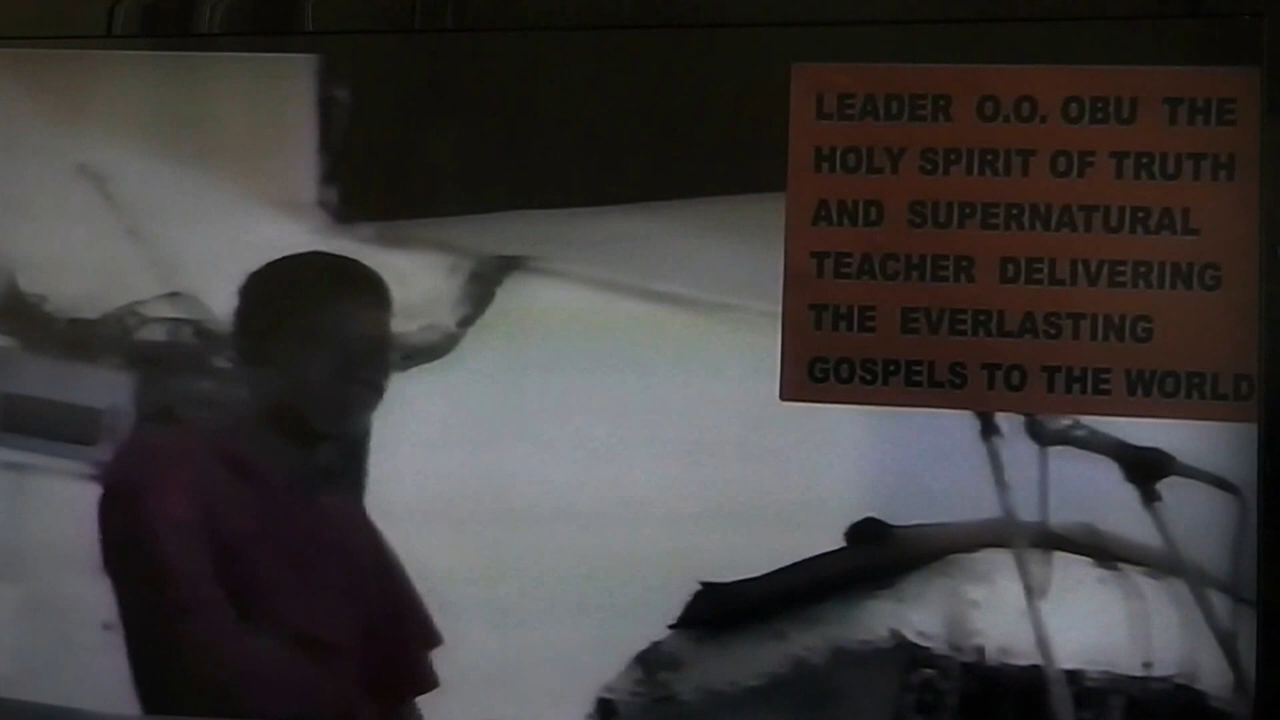 LEADER O.O. OBU THE
HOLY SPIRIT OF TRUTH
AND SUPERNATURAL
TEACHER DELIVERING
THE EVERLASTING
GOSPELS TO THE WORLD